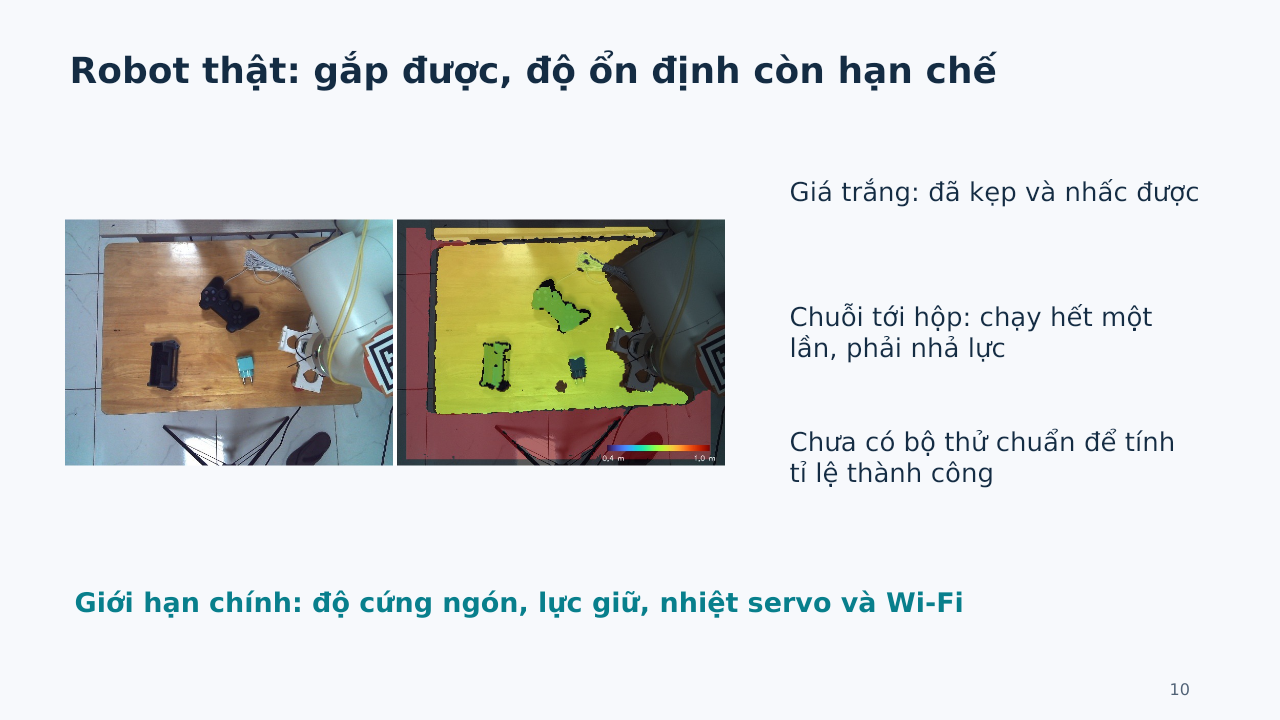 Robot thật: gắp được, độ ổn định còn hạn chế
Giá trắng: đã kẹp và nhấc được
Chuỗi tới hộp: chạy hết một
lần, phải nhả lực
Chưa có bộ thử chuẩn để tính
tỉ lệ thành công
0.4 m
1.0 m
Giới hạn chính: độ cứng ngón, lực giữ, nhiệt servo và Wi-Fi
10